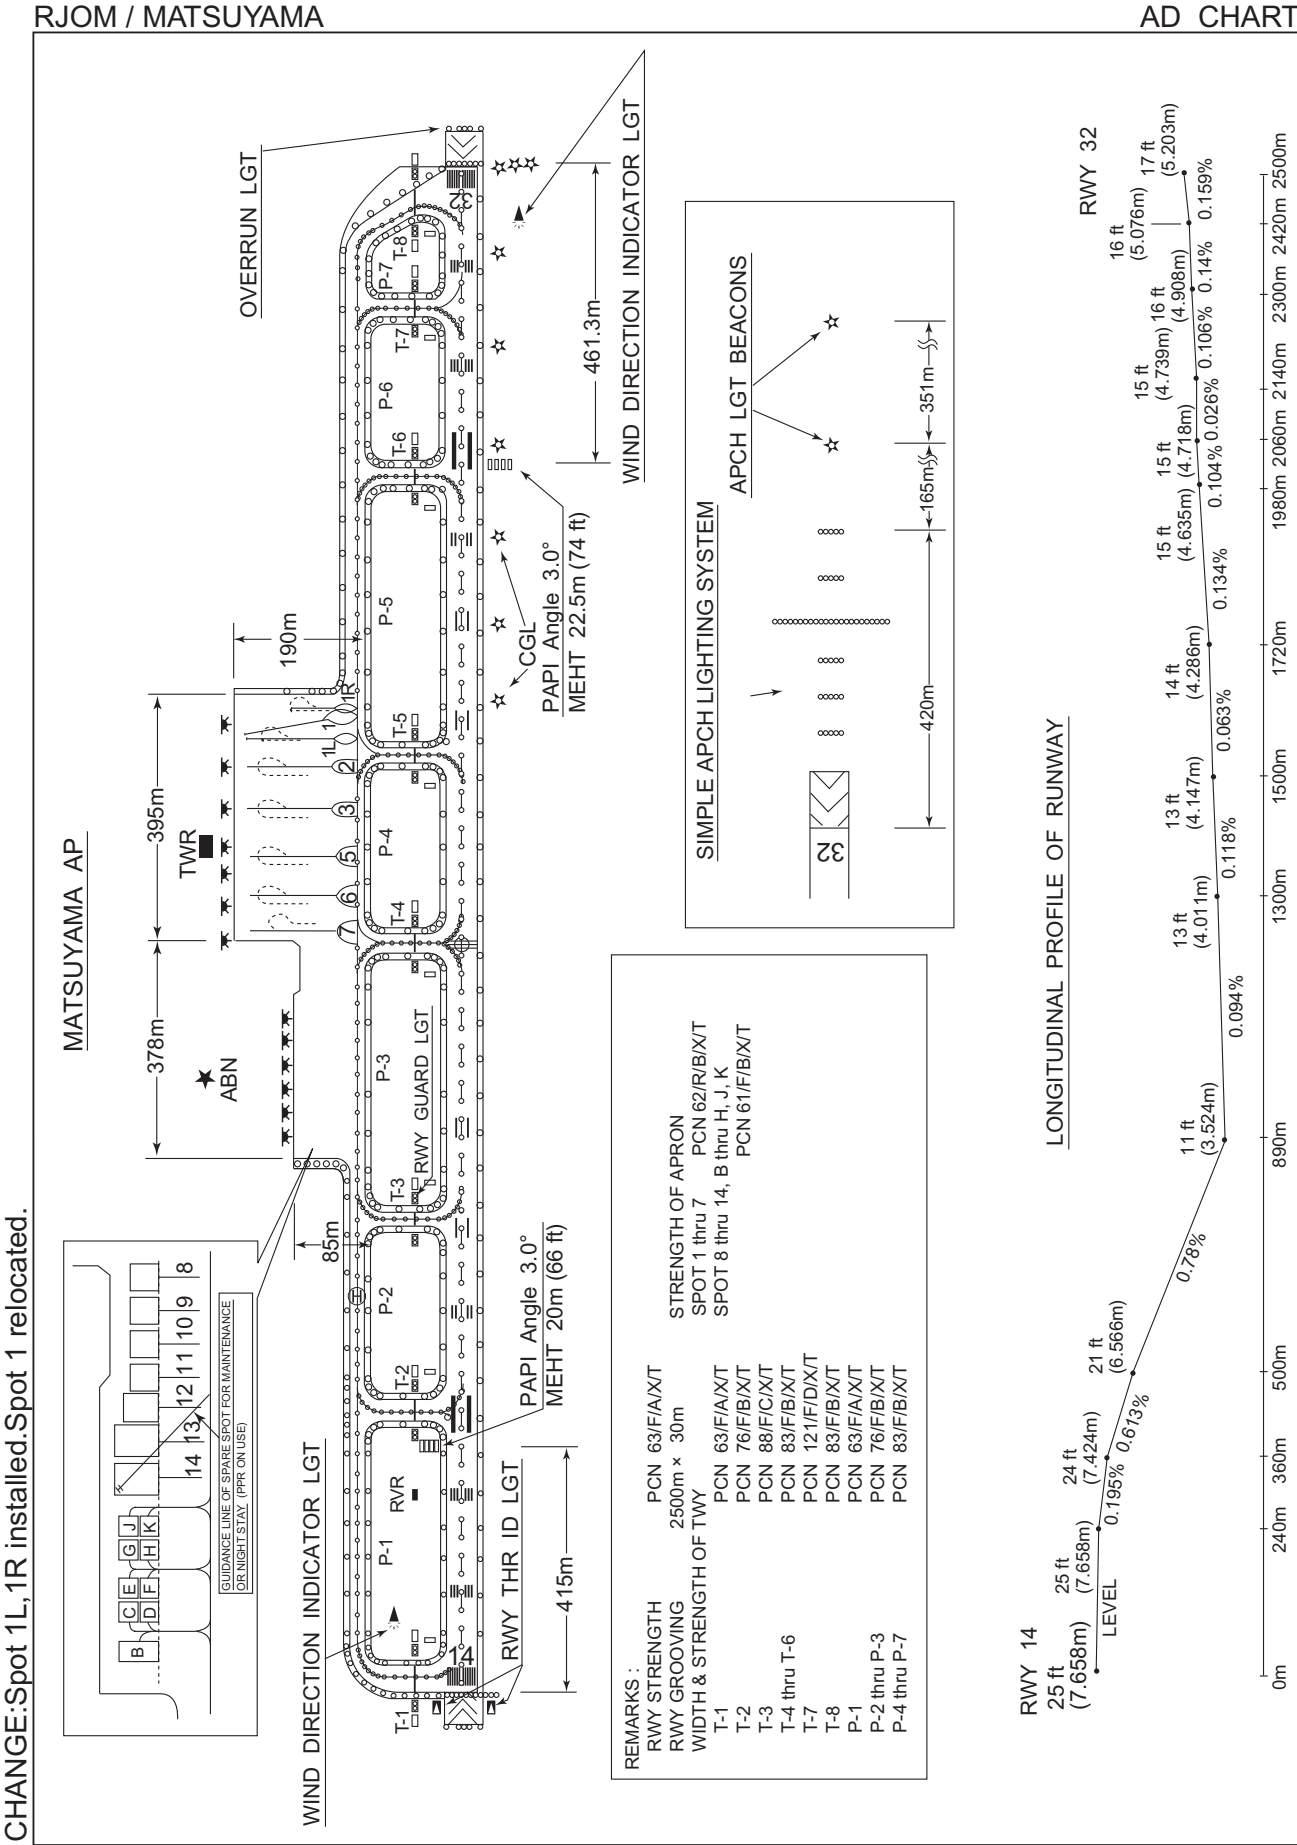 RJOM / MATSUYAMA
AD CHART
CHANGE:Spot 1L,1R installed.Spot 1 relocated.
MATSUYAMA AP
378m
395m
ABN
TWR
190m
85m
OVERRUN LGT
B
C
D
E
F
G
H
J
K
14
13
12
11
10
9
8
GUIDANCE LINE OF SPARE SPOT FOR MAINTENANCE
OR NIGHT STAY (PPR ON USE)
7
6
5
3
2
1L
1
1R
H
P-1
P-2
P-3
P-4
P-5
P-6
P-7
T-1
T-2
T-3
T-4
T-5
T-6
T-7
T-8
RVR
RWY GUARD LGT
14
32
WIND DIRECTION INDICATOR LGT
RWY THR ID LGT
415m
PAPI Angle 3.0°
MEHT 20m (66 ft)
CGL
PAPI Angle 3.0°
MEHT 22.5m (74 ft)
461.3m
WIND DIRECTION INDICATOR LGT
REMARKS :
RWY STRENGTH PCN 63/F/A/X/T
RWY GROOVING 2500m × 30m
WIDTH & STRENGTH OF TWY
T-1 PCN 63/F/A/X/T
T-2 PCN 76/F/B/X/T
T-3 PCN 88/F/C/X/T
T-4 thru T-6 PCN 83/F/B/X/T
T-7 PCN 121/F/D/X/T
T-8 PCN 83/F/B/X/T
P-1 PCN 63/F/A/X/T
P-2 thru P-3 PCN 76/F/B/X/T
P-4 thru P-7 PCN 83/F/B/X/T
STRENGTH OF APRON
SPOT 1 thru 7 PCN 62/R/B/X/T
SPOT 8 thru 14, B thru H, J, K
PCN 61/F/B/X/T
SIMPLE APCH LIGHTING SYSTEM
APCH LGT BEACONS
32
420m
165m
351m
LONGITUDINAL PROFILE OF RUNWAY
RWY 14
25 ft
(7.658m)
LEVEL
25 ft
(7.658m)
0.195%
24 ft
(7.424m)
0.613%
21 ft
(6.566m)
0.78%
11 ft
(3.524m)
0.094%
13 ft
(4.011m)
0.118%
13 ft
(4.147m)
0.063%
14 ft
(4.286m)
0.134%
15 ft
(4.635m)
0.104%
15 ft
(4.718m)
0.026%
15 ft
(4.739m)
0.106%
16 ft
(4.908m)
0.14%
16 ft
(5.076m)
0.159%
17 ft
(5.203m)
RWY 32
0m 240m 360m 500m 890m 1300m 1500m 1720m 1980m 2060m 2140m 2300m 2420m 2500m